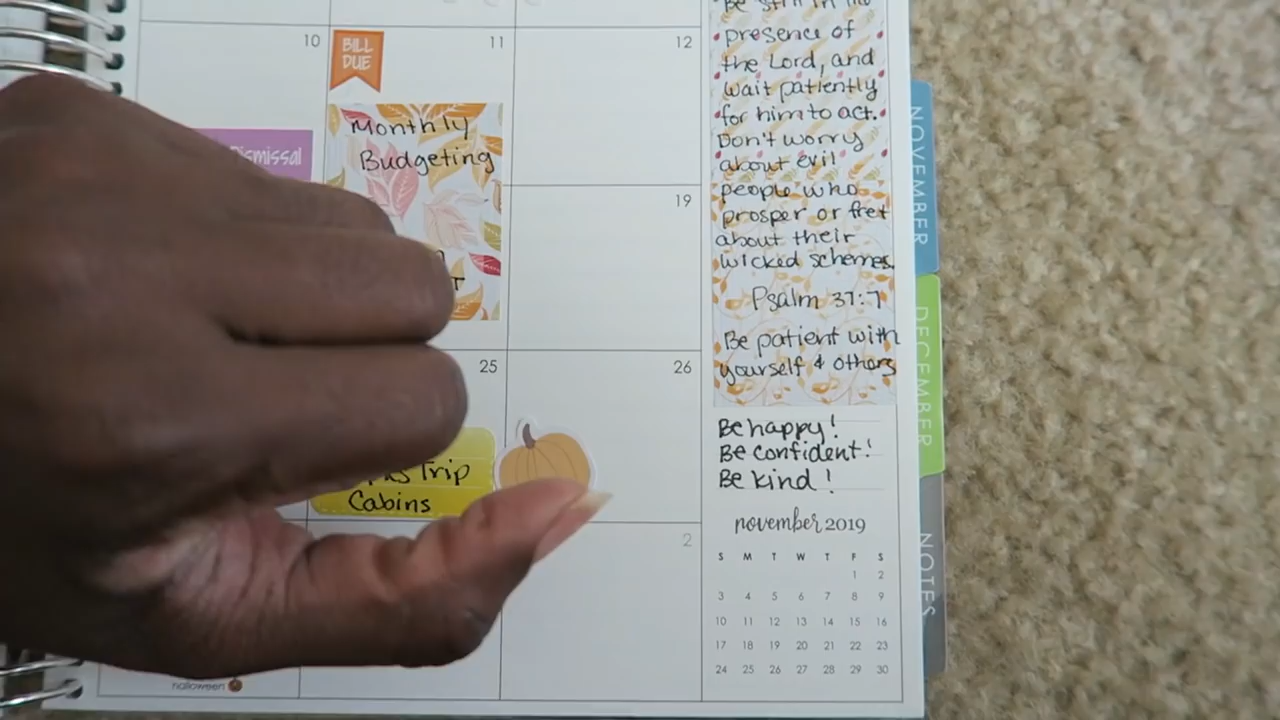 10
BILL
DUE
11
12
Dismissal
Monthly
Budgeting
19
25
26
Trip
Cabins
2
halloween
presence of
the Lord, and
wait patiently
for him to act.
Don't worry
about evil
people who
prosper or fret
about their
wicked schemes.
Psalm 37:7
Be patient with
yourself & others
Be happy!
Be confident!
Be kind!
november 2019
S M T W T F S
1 2
3 4 5 6 7 8 9
10 11 12 13 14 15 16
17 18 19 20 21 22 23
24 25 26 27 28 29 30
NOVEMBER
DECEMBER
NOTES